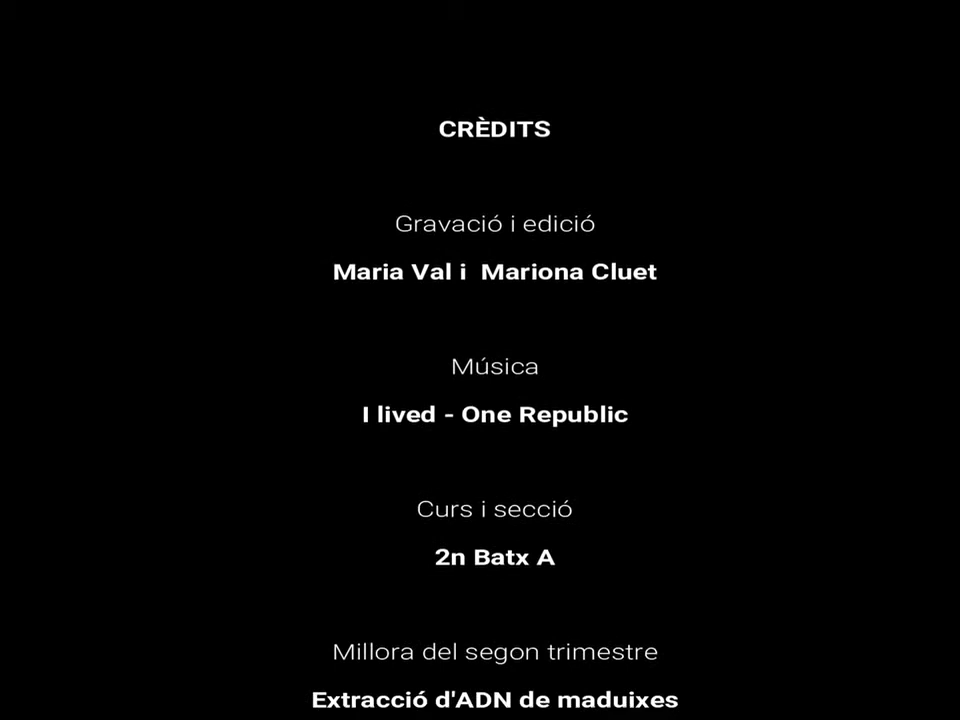 CRÈDITS
Gravació i edició
Maria Val i  Mariona Cluet
Música
I lived - One Republic
Curs i secció
2n Batx A
Millora del segon trimestre
Extracció d'ADN de maduixes